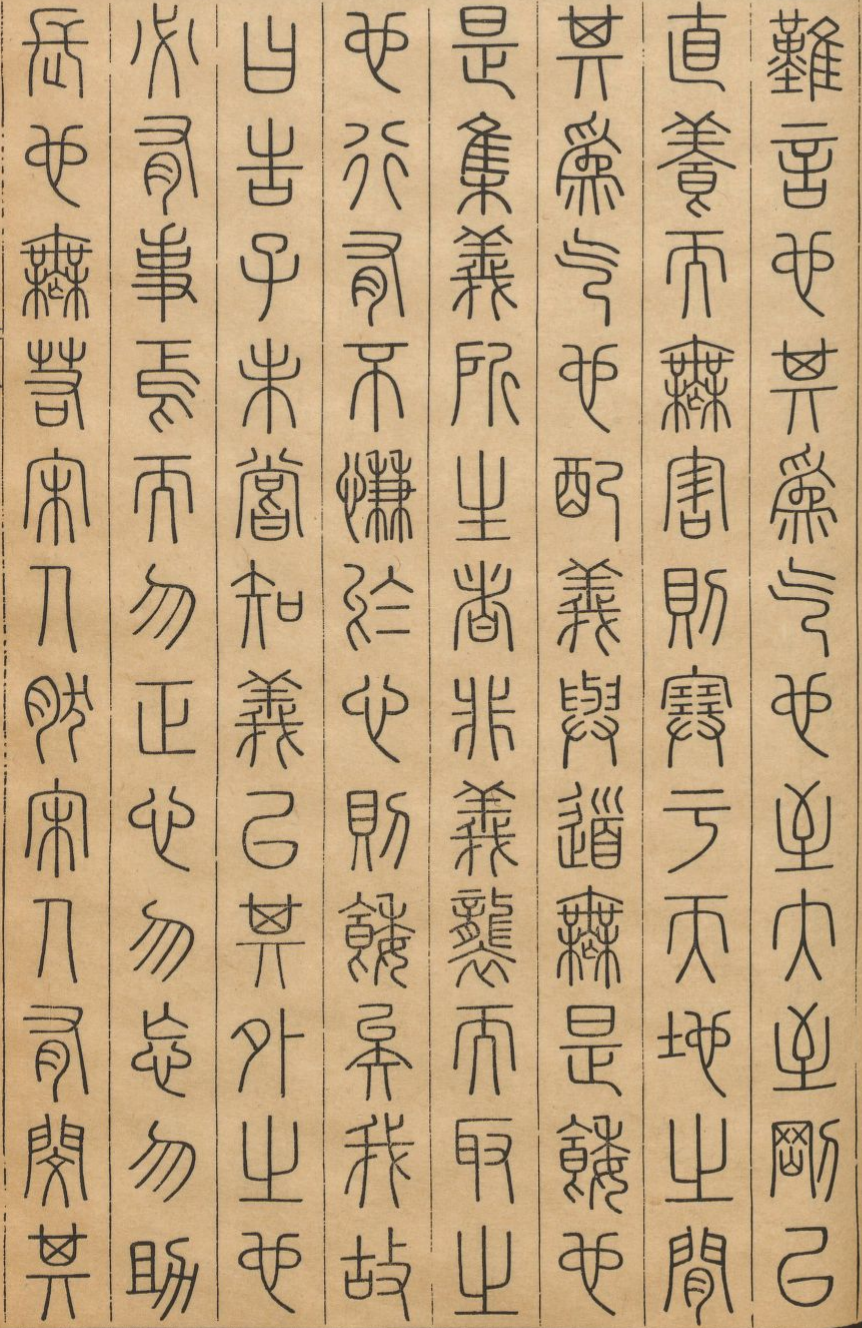 難言也其爲气也至大至剛以
直養而無害則塞于天地之閒
其爲气也配義與道無是餒也
是集義所生者非義襲而取之
也行有不慊於心則餒矣我故
曰告子未嘗知義以其外之也
必有事焉而勿正心勿忘勿助
長也無若宋人然宋人有閔其